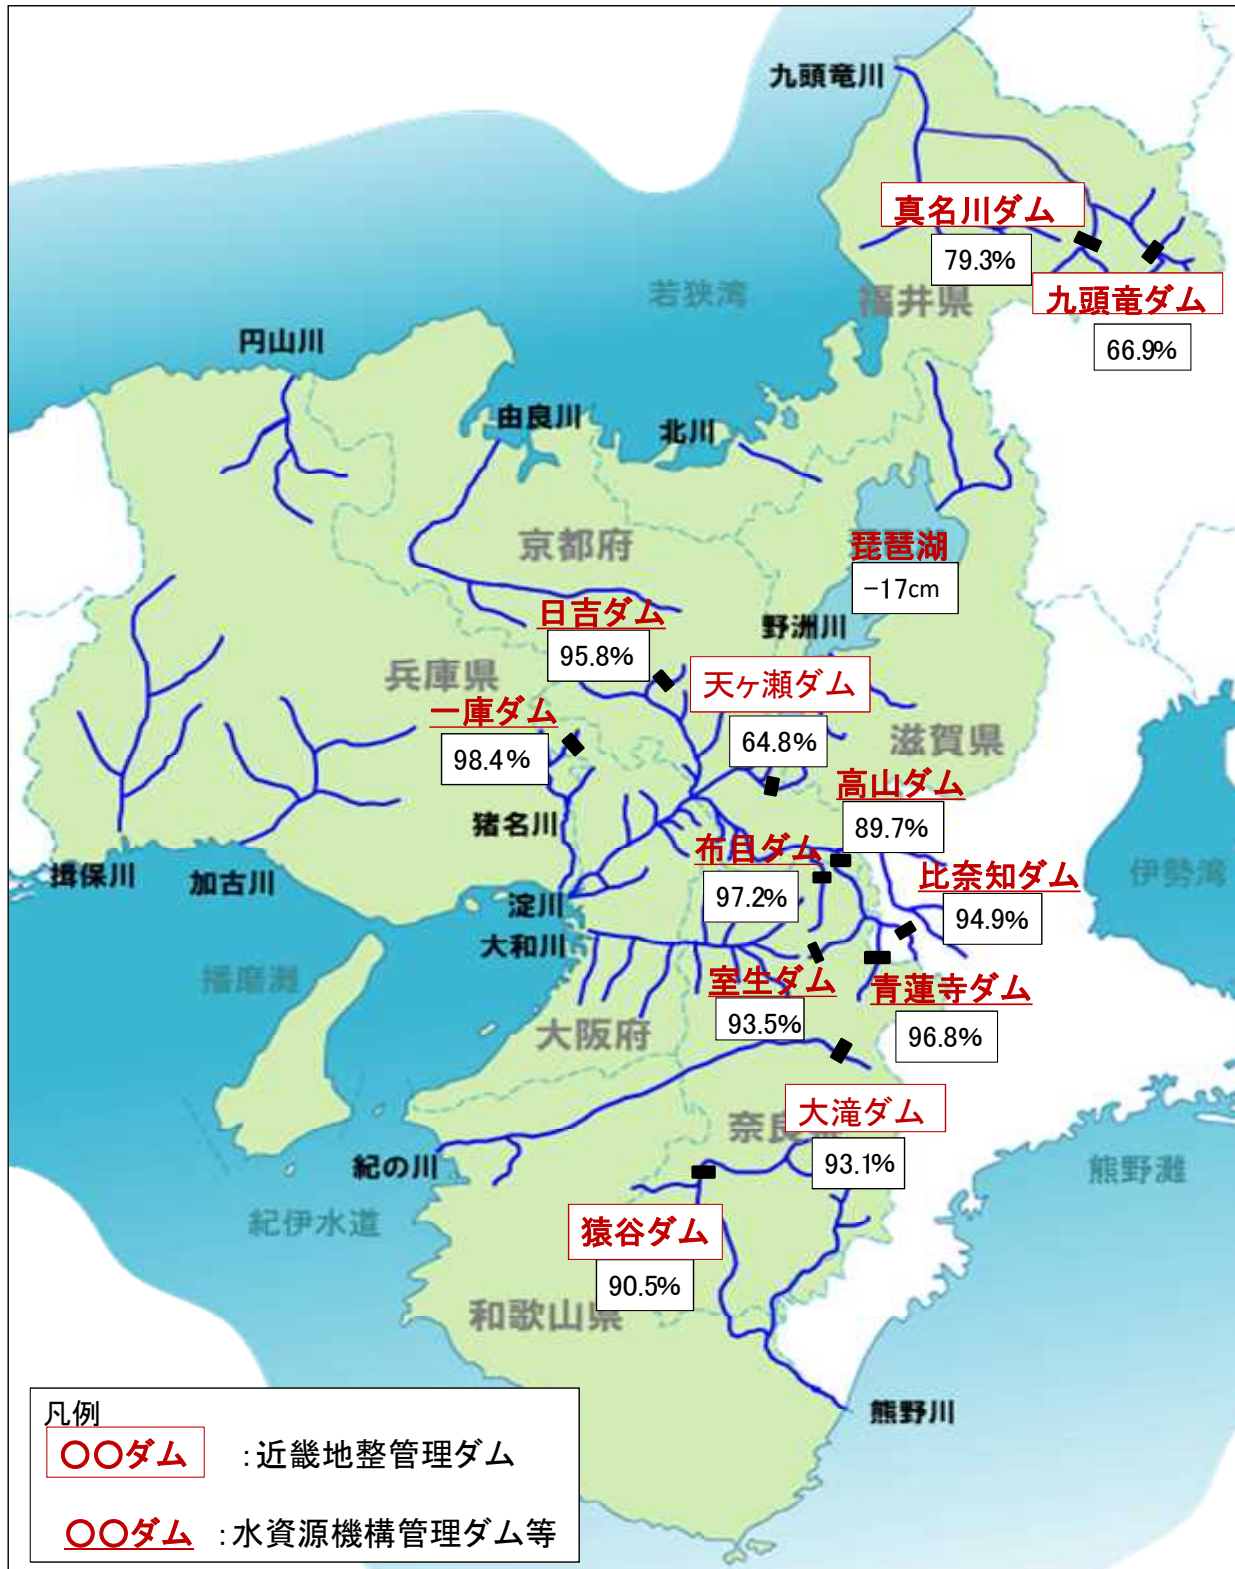 九頭竜川
真名川ダム
79.3%
九頭竜ダム
66.9%
若狭湾
福井県
円山川
由良川
北川
京都府
琵琶湖
-17cm
日吉ダム
95.8%
野洲川
天ヶ瀬ダム
64.8%
兵庫県
一庫ダム
98.4%
滋賀県
高山ダム
89.7%
猪名川
布目ダム
97.2%
比奈知ダム
94.9%
伊勢湾
揖保川
加古川
淀川
大和川
播磨灘
室生ダム
93.5%
青蓮寺ダム
96.8%
大阪府
大滝ダム
93.1%
奈良県
紀の川
熊野灘
紀伊水道
猿谷ダム
90.5%
和歌山県
熊野川
凡例
〇〇ダム ：近畿地整管理ダム
〇〇ダム ：水資源機構管理ダム等